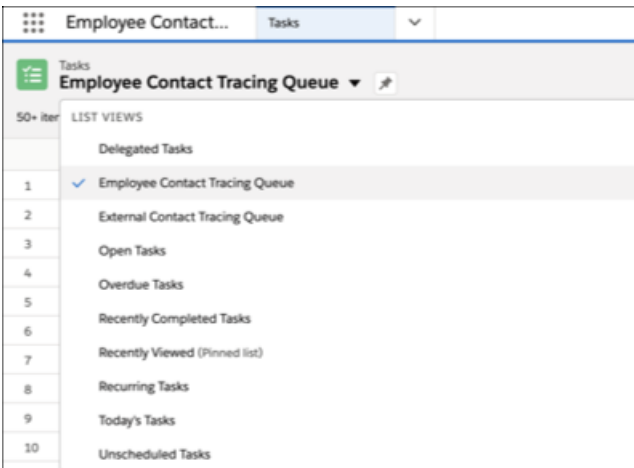 Employee Contact... Tasks
Tasks
Employee Contact Tracing Queue
50+ iter LIST VIEWS
Delegated Tasks
1 Employee Contact Tracing Queue
2 External Contact Tracing Queue
3 Open Tasks
4 Overdue Tasks
5
6 Recently Completed Tasks
7 Recently Viewed (Pinned list)
8 Recurring Tasks
9 Today's Tasks
10 Unscheduled Tasks